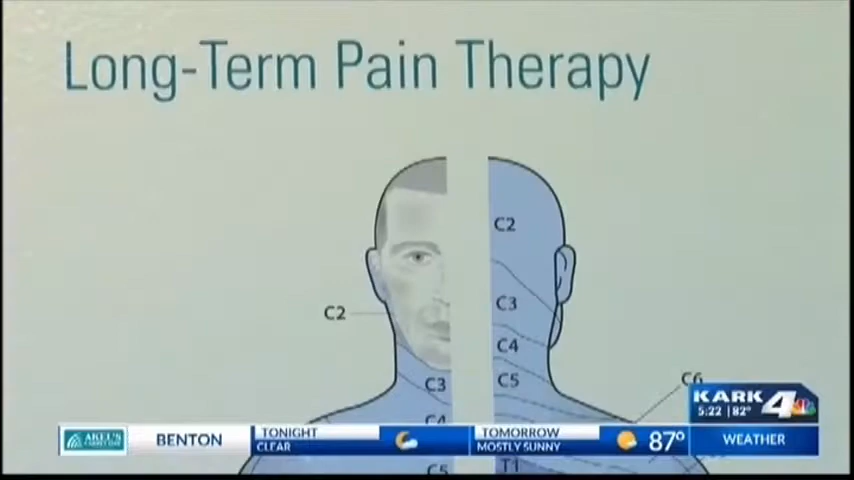 Long-Term Pain Therapy
C2
C2
C3
C4
C5
C3
C6
C4
C5
T1
KARK 4
5:22 | 82°
AKEL'S
BENTON
TONIGHT
CLEAR
TOMORROW
MOSTLY SUNNY
87°
WEATHER